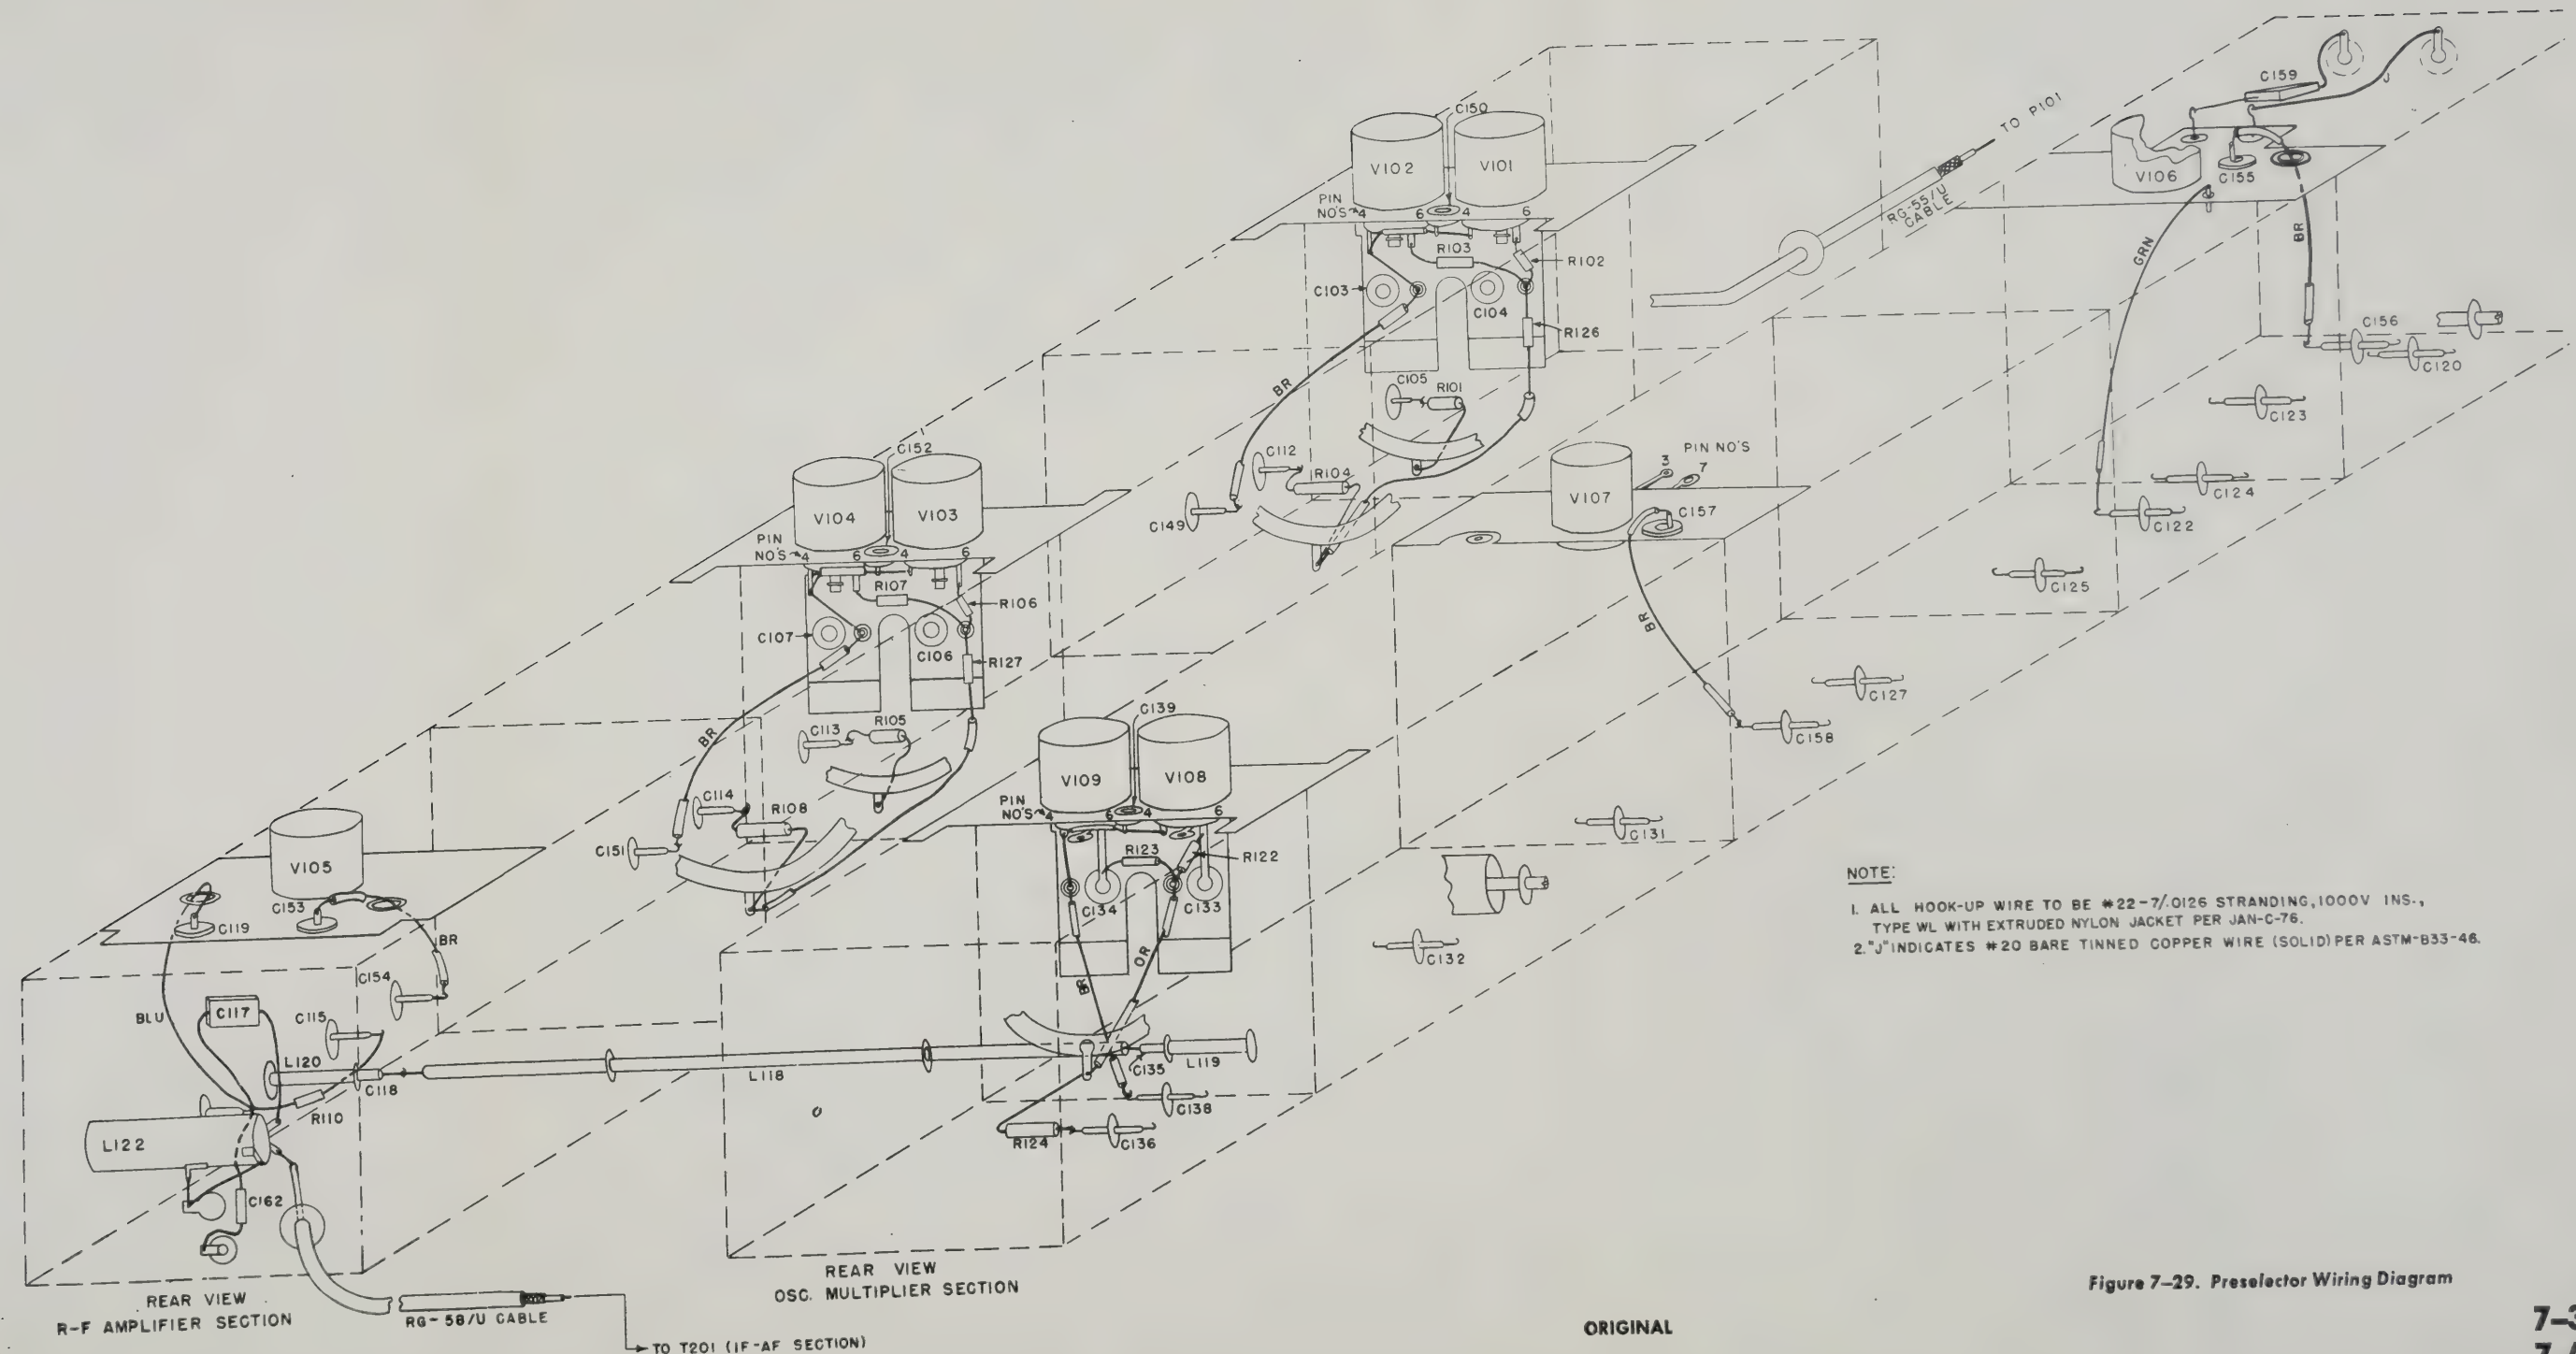 C159
J
C150
TO P101
V102
V101
V106
C155
RG-55/U
CABLE
PIN
NO'S
4
6
4
6
R103
R102
GRN
BR
C103
C104
R126
C156
C120
C105
R101
BR
C123
C152
C112
R104
PIN NO'S
3
7
V107
C157
C124
C149
C122
V104
V103
PIN
NO'S
4
6
4
6
R107
R106
C125
C107
C106
R127
BR
C127
C139
C113
R105
BR
C158
V109
V108
C114
R108
PIN
NO'S
4
6
4
6
C131
C151
R123
R122
V105
C134
C133
C153
C119
BR
OR
C132
NOTE:
1. ALL HOOK-UP WIRE TO BE #22-7/.0126 STRANDING, 1000V INS.,
TYPE WL WITH EXTRUDED NYLON JACKET PER JAN-C-76.
2. "J" INDICATES #20 BARE TINNED COPPER WIRE (SOLID) PER ASTM-B33-46.
C154
BR
BLU
C117
C115
L120
C118
L118
C135
L119
R110
C138
L122
R124
C136
C162
REAR VIEW
OSC. MULTIPLIER SECTION
REAR VIEW
R-F AMPLIFIER SECTION
RG-58/U CABLE
TO T201 (IF-AF SECTION)
Figure 7-29. Preselector Wiring Diagram
ORIGINAL